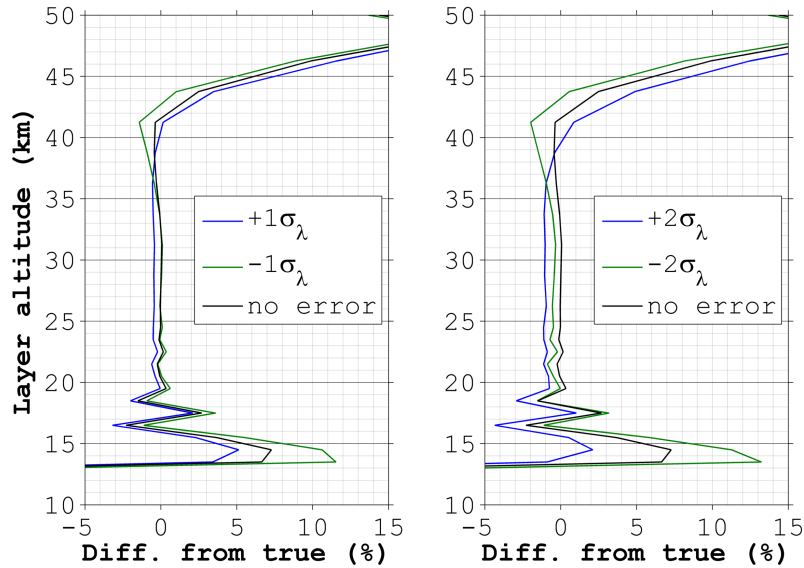 50
45
40
35
30
25
20
15
10
Layer altitude (km)
+1σλ
-1σλ
no error
-5 0 5 10 15
Diff. from true (%)
50
45
40
35
30
25
20
15
10
+2σλ
-2σλ
no error
-5 0 5 10 15
Diff. from true (%)